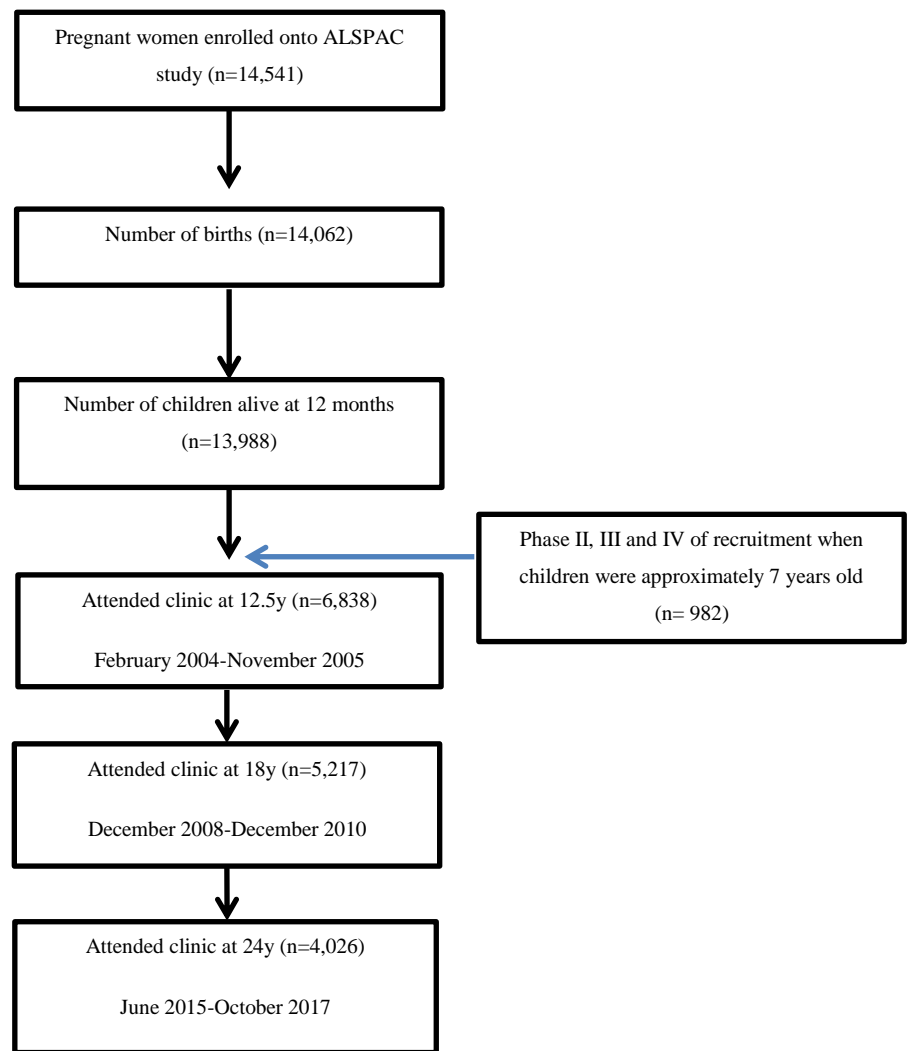 Pregnant women enrolled onto ALSPAC
study (n=14,541)
Number of births (n=14,062)
Number of children alive at 12 months
(n=13,988)
Phase II, III and IV of recruitment when
children were approximately 7 years old
(n= 982)
Attended clinic at 12.5y (n=6,838)
February 2004-November 2005
Attended clinic at 18y (n=5,217)
December 2008-December 2010
Attended clinic at 24y (n=4,026)
June 2015-October 2017